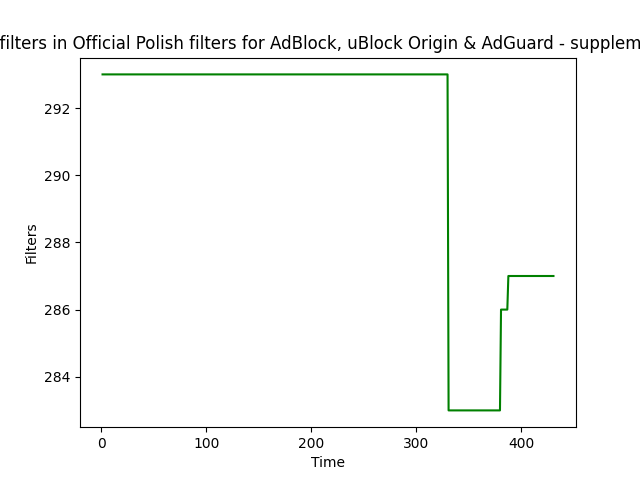 filters in Official Polish filters for AdBlock, uBlock Origin & AdGuard - supplem
292
290
288
286
284
Filters
0 100 200 300 400
Time